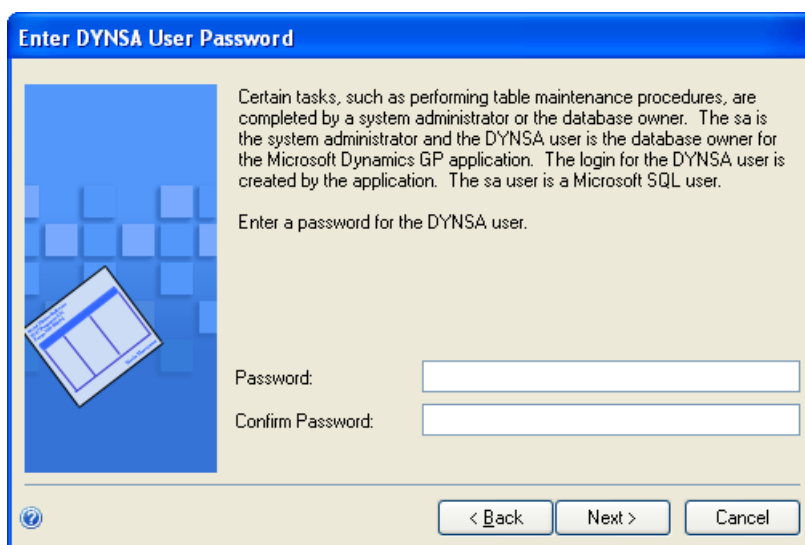 Enter DYNSA User Password
Certain tasks, such as performing table maintenance procedures, are
completed by a system administrator or the database owner. The sa is
the system administrator and the DYNSA user is the database owner for
the Microsoft Dynamics GP application. The login for the DYNSA user is
created by the application. The sa user is a Microsoft SQL user.
Enter a password for the DYNSA user.
Password:
Confirm Password:
< Back
Next >
Cancel